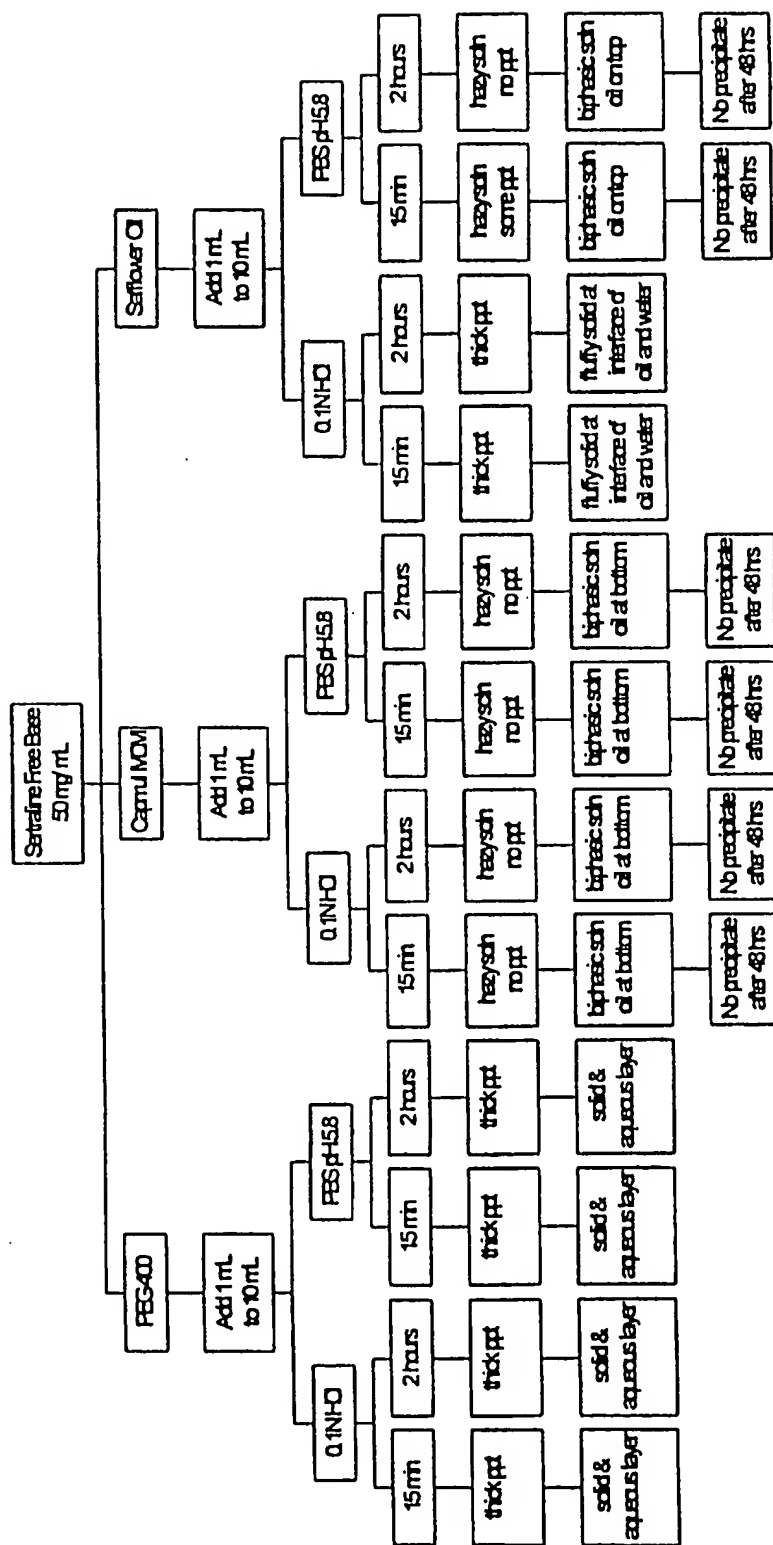 Sertraline Free Base
50 mg/mL
PEG400
Capmul MCM
Safflower Oil
Add 1 mL
to 10 mL
Add 1 mL
to 10 mL
Add 1 mL
to 10 mL
0.1N HCl
PBS pH 5.8
0.1N HCl
PBS pH 5.8
0.1N HCl
PBS pH 5.8
15 min
2 hours
15 min
2 hours
15 min
2 hours
15 min
2 hours
15 min
2 hours
15 min
2 hours
thick ppt
thick ppt
thick ppt
thick ppt
hazy soln
no ppt
hazy soln
no ppt
hazy soln
no ppt
hazy soln
no ppt
thick ppt
thick ppt
hazy soln
some ppt
hazy soln
no ppt
solid &
aqueous layer
solid &
aqueous layer
solid &
aqueous layer
solid &
aqueous layer
biphasic soln
oil at bottom
biphasic soln
oil at bottom
biphasic soln
oil at bottom
biphasic soln
oil at bottom
fluffy solid at
interface of
oil and water
fluffy solid at
interface of
oil and water
biphasic soln
oil on top
biphasic soln
oil on top
No precipitate
after 48 hrs
No precipitate
after 48 hrs
No precipitate
after 48 hrs
No precipitate
after 48 hrs
No precipitate
after 48 hrs
No precipitate
after 48 hrs